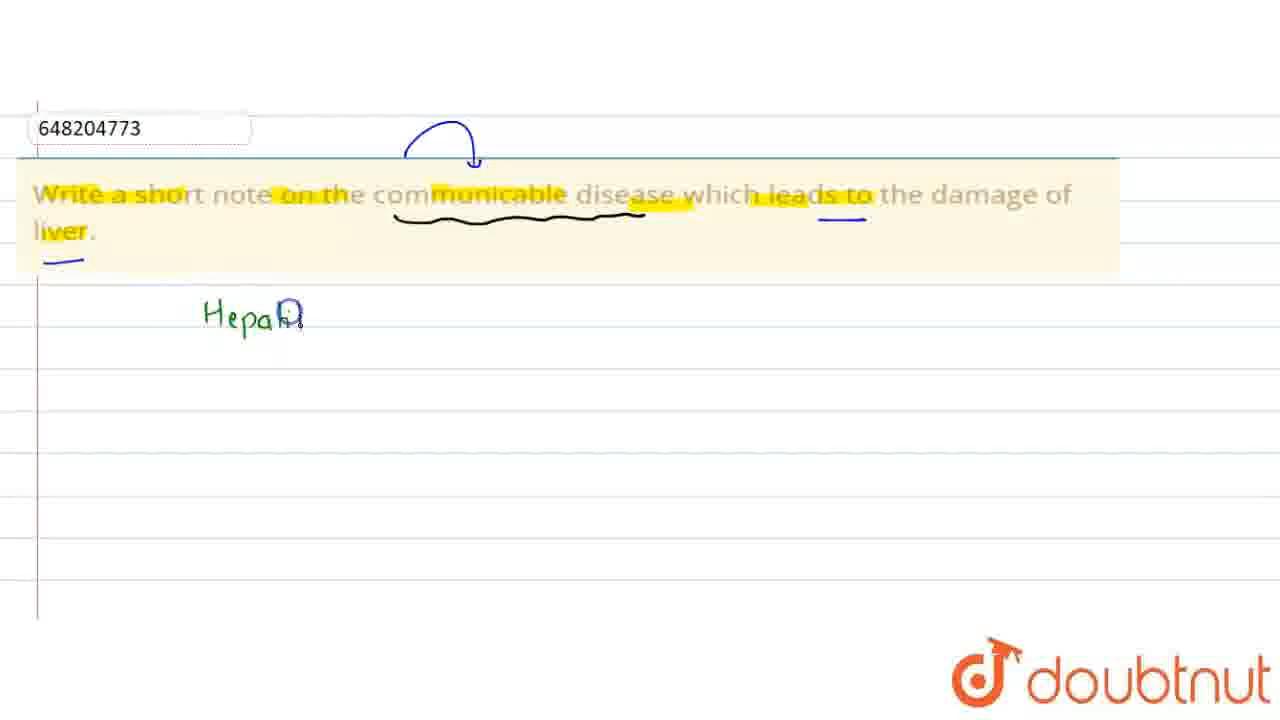 648204773
Write a short note on the communicable disease which leads to the damage of
liver.
Hepati
doubtnut